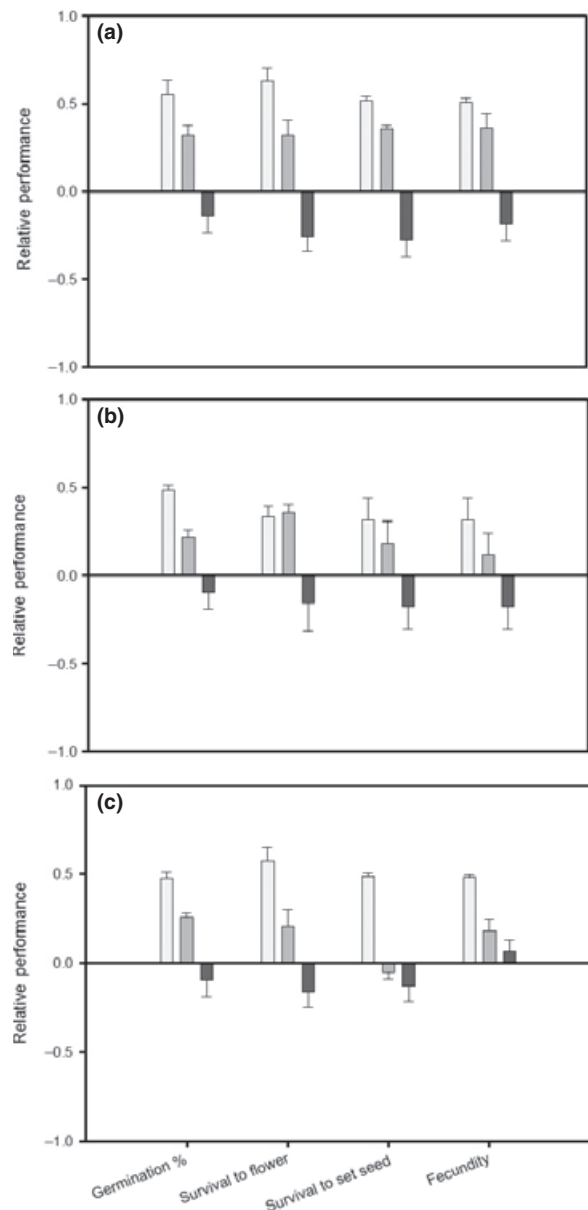 (a)
1.0
0.5
0.0
–0.5
–1.0
Relative performance
(b)
1.0
0.5
0.0
–0.5
–1.0
Relative performance
(c)
1.0
0.5
0.0
–0.5
–1.0
Relative performance
Germination %
Survival to flower
Survival to set seed
Fecundity